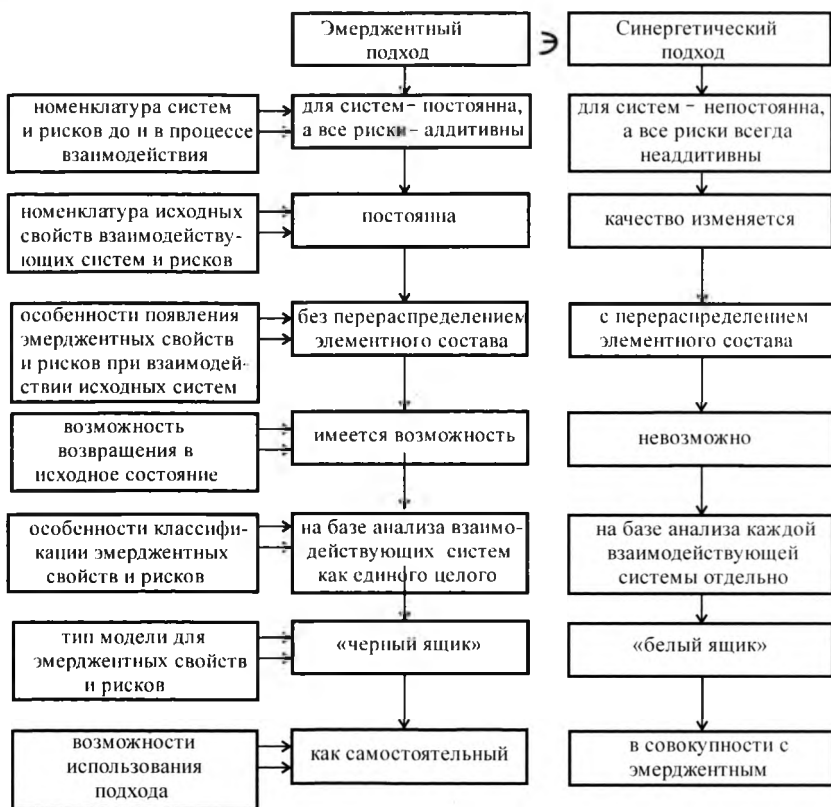 Эмерджентный
подход
Э
Синергетический
подход
номенклатура систем
и рисков до и в процессе
взаимодействия
для систем – постоянна,
а все риски – аддитивны
для систем – непостоянна,
а все риски всегда
неаддитивны
номенклатура исходных
свойств взаимодейству-
ющих систем и рисков
постоянна
качество изменяется
особенности появления
эмерджентных свойств
и рисков при взаимодей-
ствии исходных систем
без перераспределением
элементного состава
с перераспределением
элементного состава
возможность
возвращения в
исходное состояние
имеется возможность
невозможно
особенности классифи-
кации эмерджентных
свойств и рисков
на базе анализа взаимо-
действующих систем
как единого целого
на базе анализа каждой
взаимодействующей
системы отдельно
тип модели для
эмерджентных свойств
и рисков
«черный ящик»
«белый ящик»
возможности
использования
подхода
как самостоятельный
в совокупности с
эмерджентным